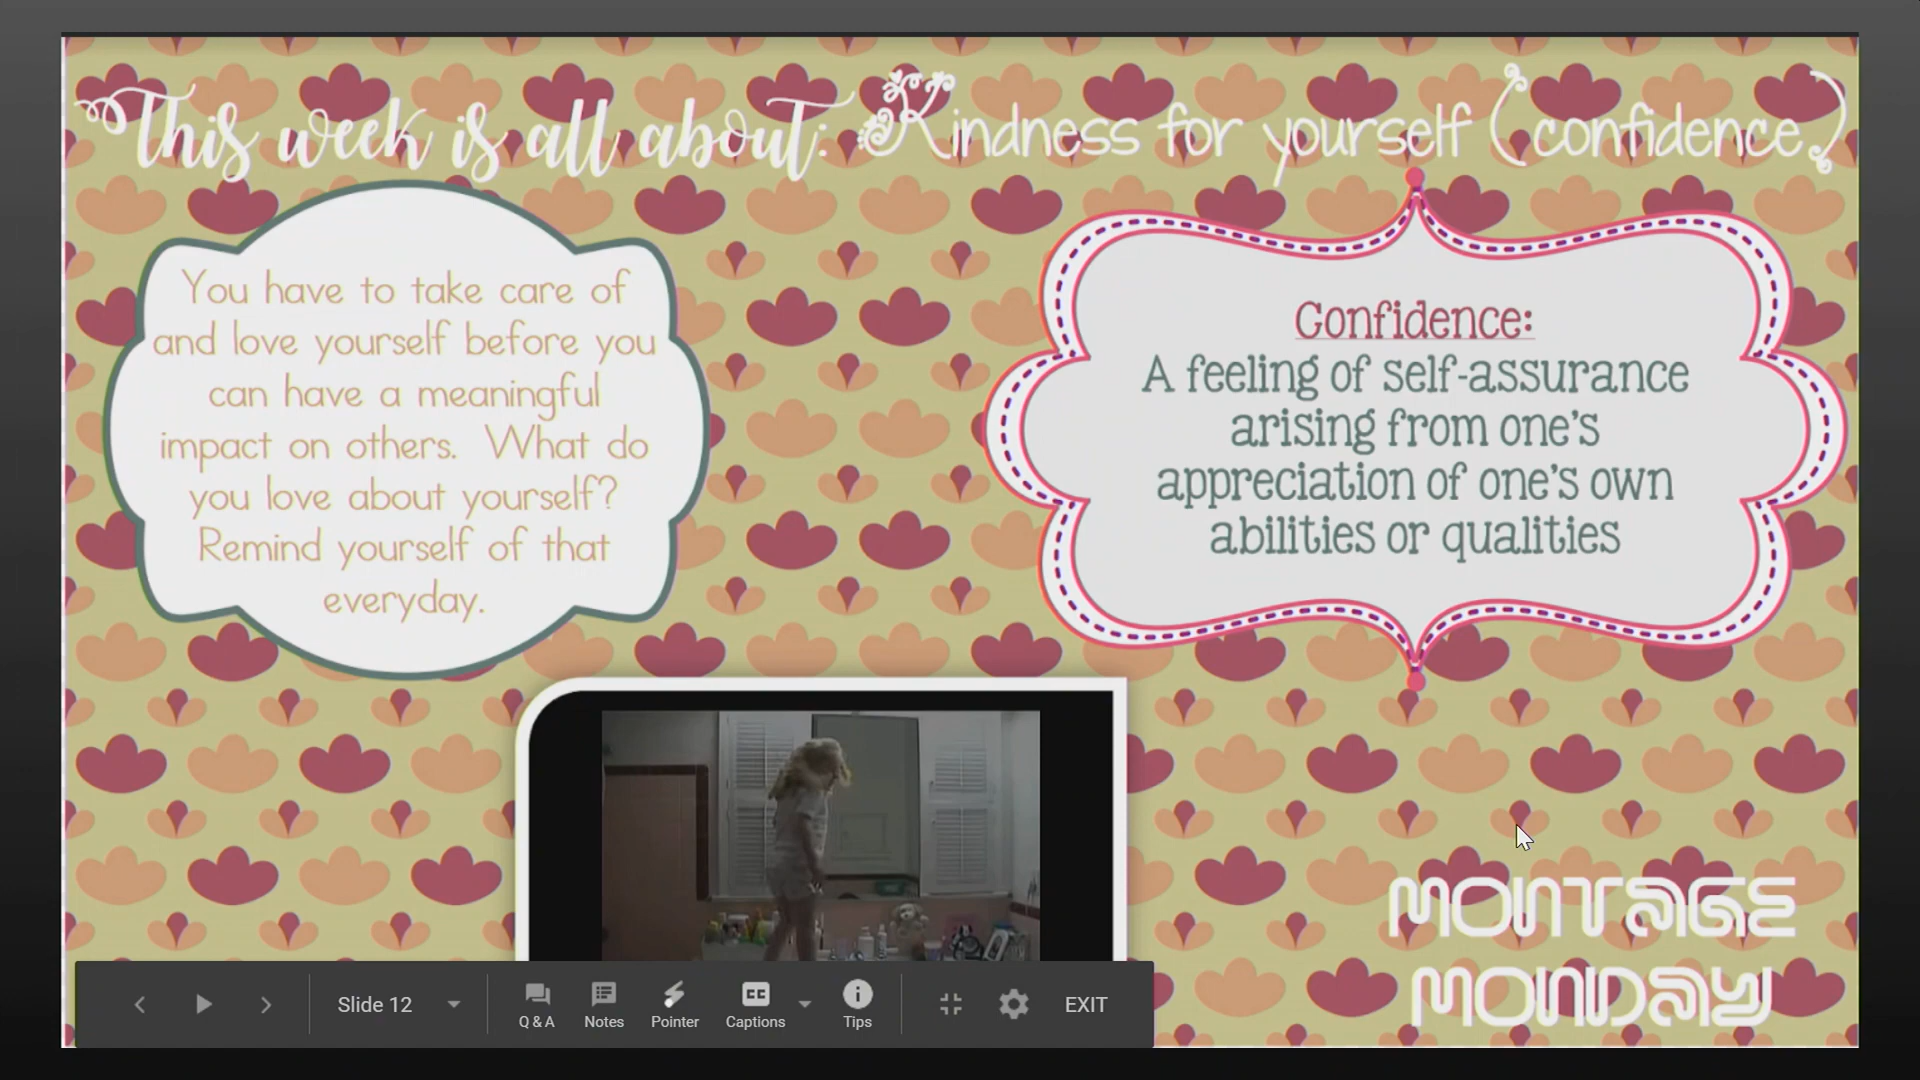 This week is all about: Kindness for yourself (confidence)
You have to take care of
and love yourself before you
can have a meaningful
impact on others. What do
you love about yourself?
Remind yourself of that
everyday.
Confidence:
A feeling of self-assurance
arising from one's
appreciation of one's own
abilities or qualities
MONTAGE
MONDAY
Slide 12
Q & A
Notes
Pointer
CC
Captions
Tips
EXIT